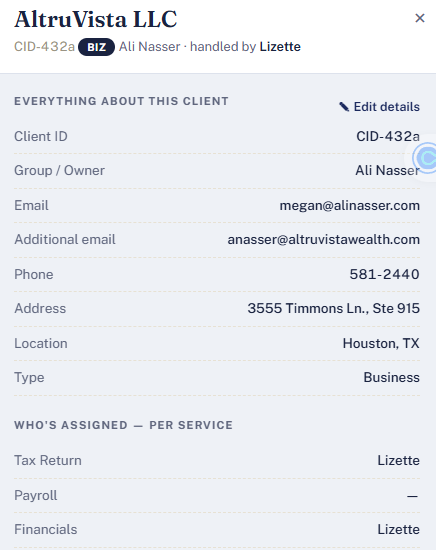 AltruVista LLC ×
CID-432a BIZ Ali Nasser · handled by Lizette
EVERYTHING ABOUT THIS CLIENT
Edit details
Client ID CID-432a
Group / Owner Ali Nasser
Email megan@alinasser.com
Additional email anasser@altruvistawealth.com
Phone 581-2440
Address 3555 Timmons Ln., Ste 915
Location Houston, TX
Type Business
WHO'S ASSIGNED — PER SERVICE
Tax Return Lizette
Payroll —
Financials Lizette